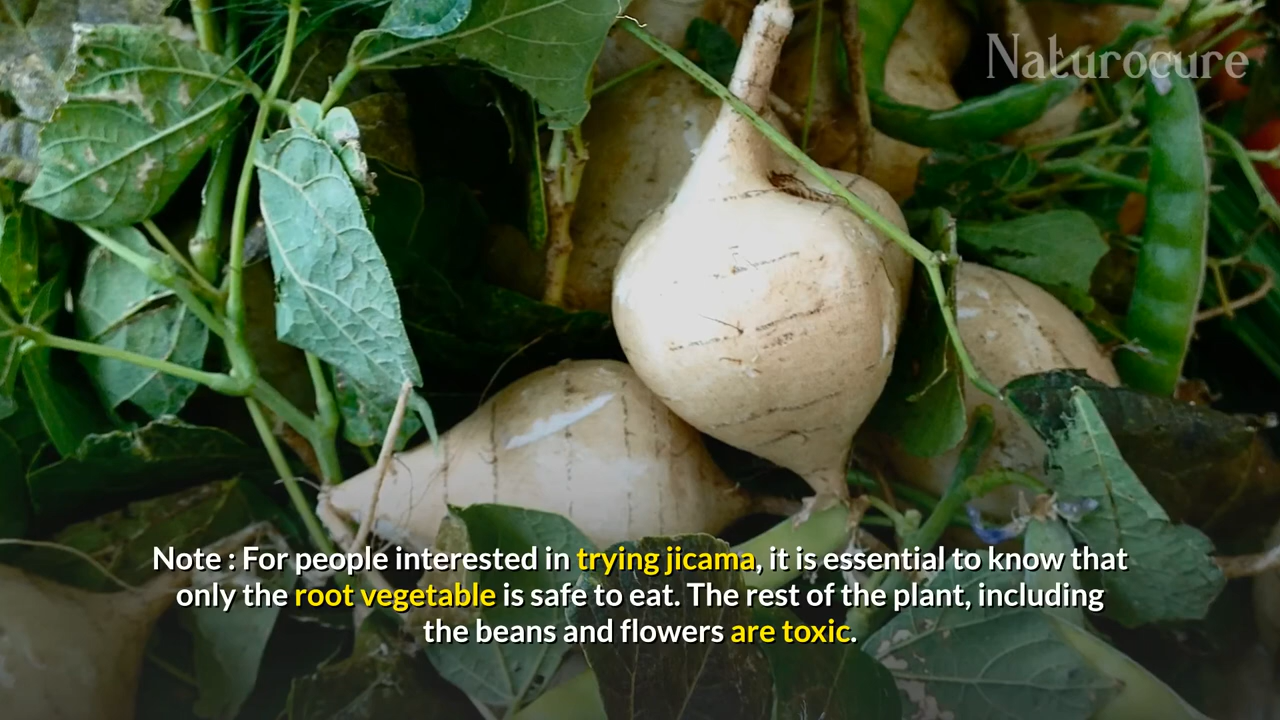 Naturocure
Note : For people interested in trying jicama, it is essential to know that
only the root vegetable is safe to eat. The rest of the plant, including
the beans and flowers are toxic.